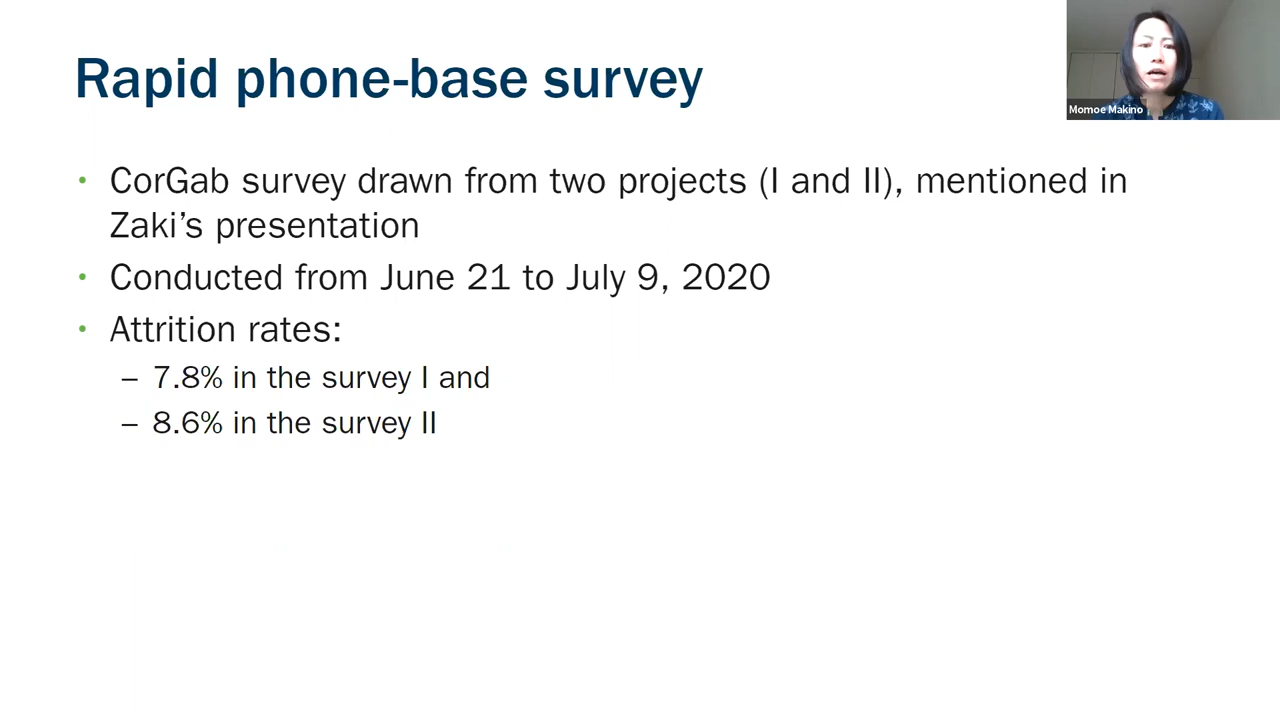 Rapid phone-base survey
Momoe Makino
• CorGab survey drawn from two projects (I and II), mentioned in
Zaki’s presentation
• Conducted from June 21 to July 9, 2020
• Attrition rates:
– 7.8% in the survey I and
– 8.6% in the survey II